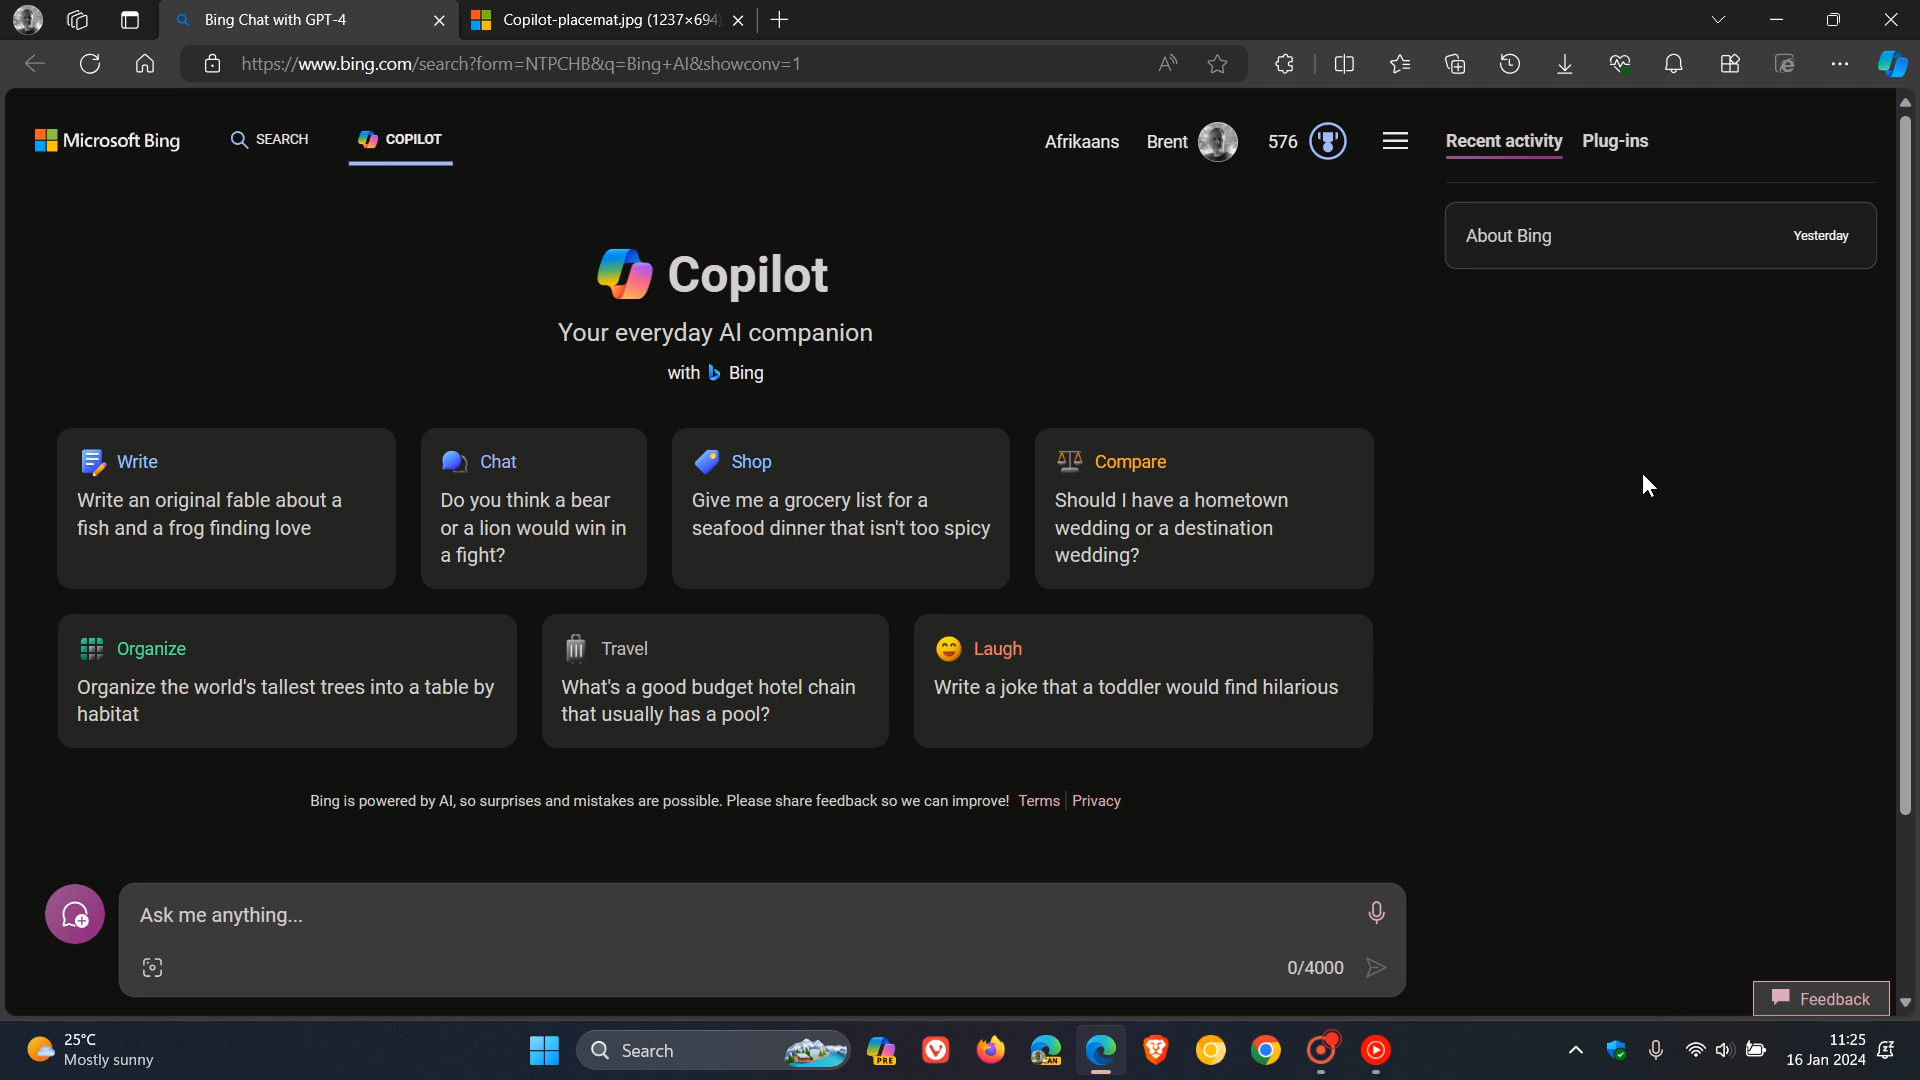 Bing Chat with GPT-4
Copilot-placemat.jpg (1237×694
https://www.bing.com/search?form=NTPCHB&q=Bing+AI&showconv=1
Microsoft Bing
SEARCH
COPILOT
Afrikaans
Brent
576
Recent activity
Plug-ins
About Bing
Yesterday
Copilot
Your everyday AI companion
with Bing
Write
Write an original fable about a
fish and a frog finding love
Chat
Do you think a bear
or a lion would win in
a fight?
Shop
Give me a grocery list for a
seafood dinner that isn't too spicy
Compare
Should I have a hometown
wedding or a destination
wedding?
Organize
Organize the world's tallest trees into a table by
habitat
Travel
What's a good budget hotel chain
that usually has a pool?
Laugh
Write a joke that a toddler would find hilarious
Bing is powered by AI, so surprises and mistakes are possible. Please share feedback so we can improve! Terms Privacy
Ask me anything...
0/4000
Feedback
25°C
Mostly sunny
Search
PRE
CAN
11:25
16 Jan 2024